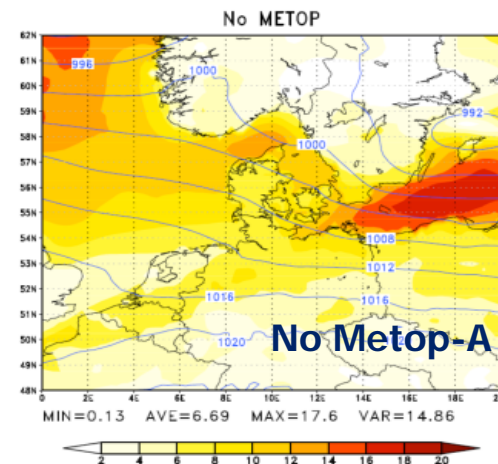 No METOP
62N
996
1000
61N
60N
59N
992
58N
1000
57N
56N
55N
1008
54N
1012
53N
1016
1016
52N
51N
1020
No Metop-A
50N
49N
48N
0 2E 4E 6E 8E 10E 12E 14E 16E 18E
MIN=0.13 AVE=6.69 MAX=17.6 VAR=14.86
2 4 6 8 10 12 14 16 18 20